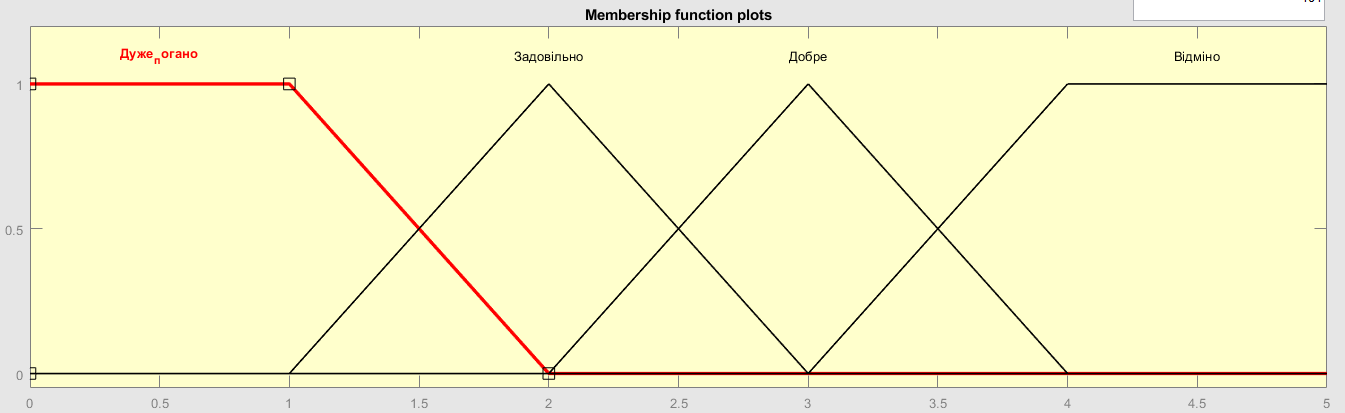 Membership function plots
Дуже_погано Задовільно Добре Відміно
1
0.5
0
0 0.5 1 1.5 2 2.5 3 3.5 4 4.5 5